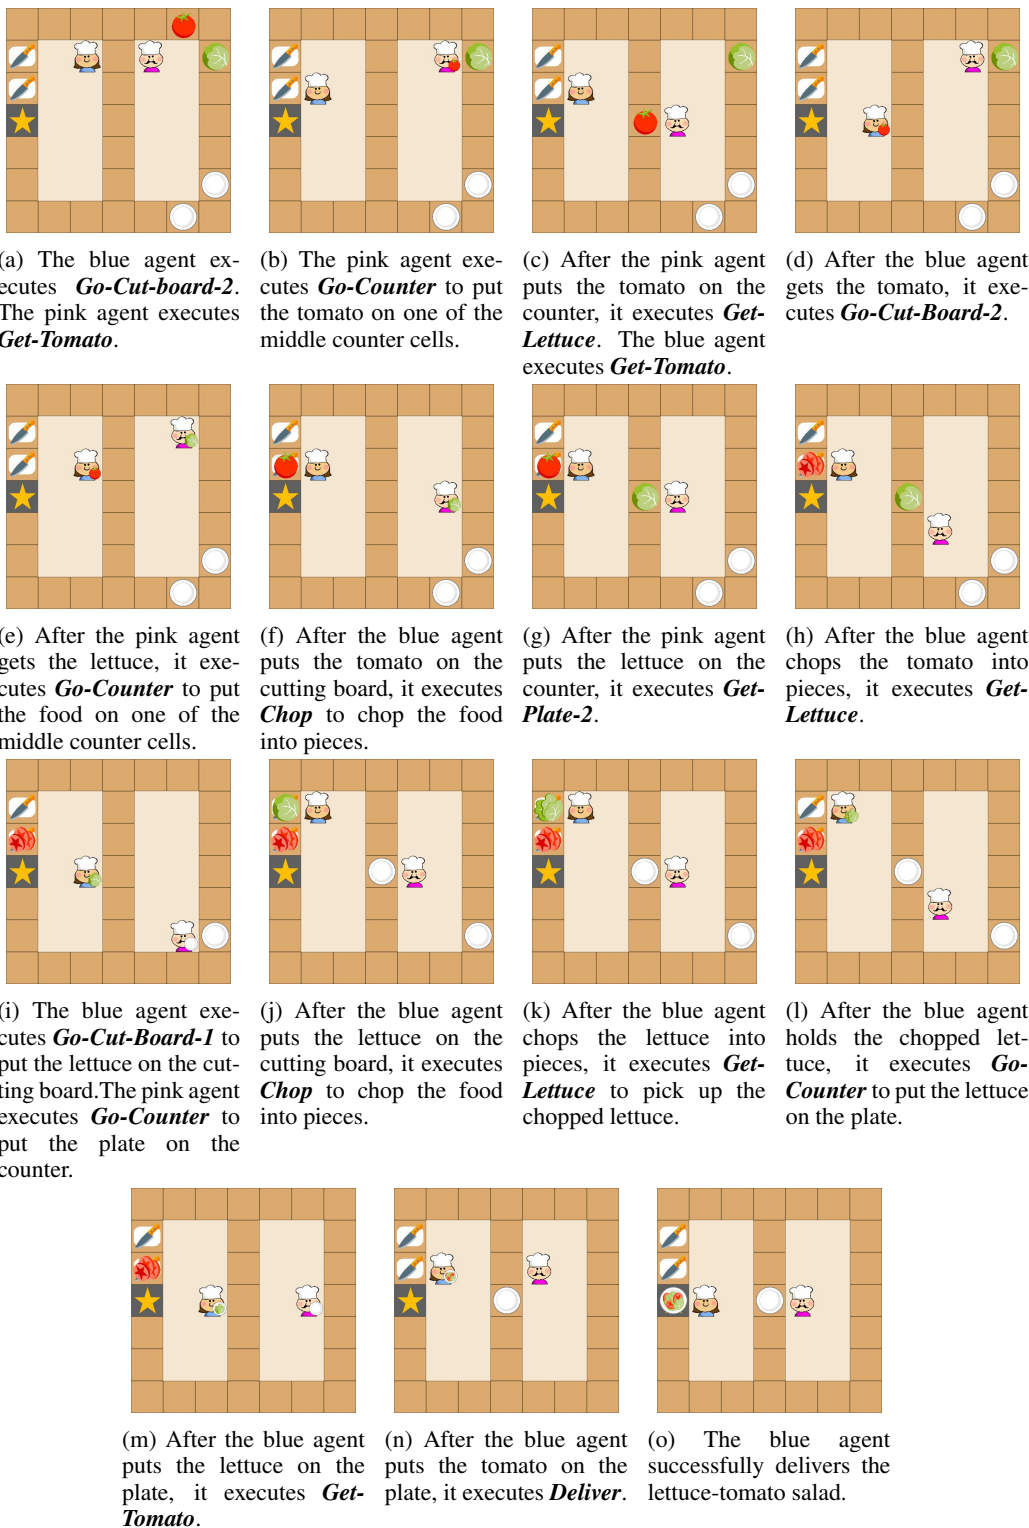 (a) The blue agent ex-
ecutes Go-Cut-board-2.
The pink agent executes
Get-Tomato.
(b) The pink agent exe-
cutes Go-Counter to put
the tomato on one of the
middle counter cells.
(c) After the pink agent
puts the tomato on the
counter, it executes Get-
Lettuce. The blue agent
executes Get-Tomato.
(d) After the blue agent
gets the tomato, it exe-
cutes Go-Cut-Board-2.
(e) After the pink agent
gets the lettuce, it exe-
cutes Go-Counter to put
the food on one of the
middle counter cells.
(f) After the blue agent
puts the tomato on the
cutting board, it executes
Chop to chop the food
into pieces.
(g) After the pink agent
puts the lettuce on the
counter, it executes Get-
Plate-2.
(h) After the blue agent
chops the tomato into
pieces, it executes Get-
Lettuce.
(i) The blue agent exe-
cutes Go-Cut-Board-1 to
put the lettuce on the cut-
ting board.The pink agent
executes Go-Counter to
put the plate on the
counter.
(j) After the blue agent
puts the lettuce on the
cutting board, it executes
Chop to chop the food
into pieces.
(k) After the blue agent
chops the lettuce into
pieces, it executes Get-
Lettuce to pick up the
chopped lettuce.
(l) After the blue agent
holds the chopped let-
tuce, it executes Go-
Counter to put the lettuce
on the plate.
(m) After the blue agent
puts the lettuce on the
plate, it executes Get-
Tomato.
(n) After the blue agent
puts the tomato on the
plate, it executes Deliver.
(o) The blue agent
successfully delivers the
lettuce-tomato salad.